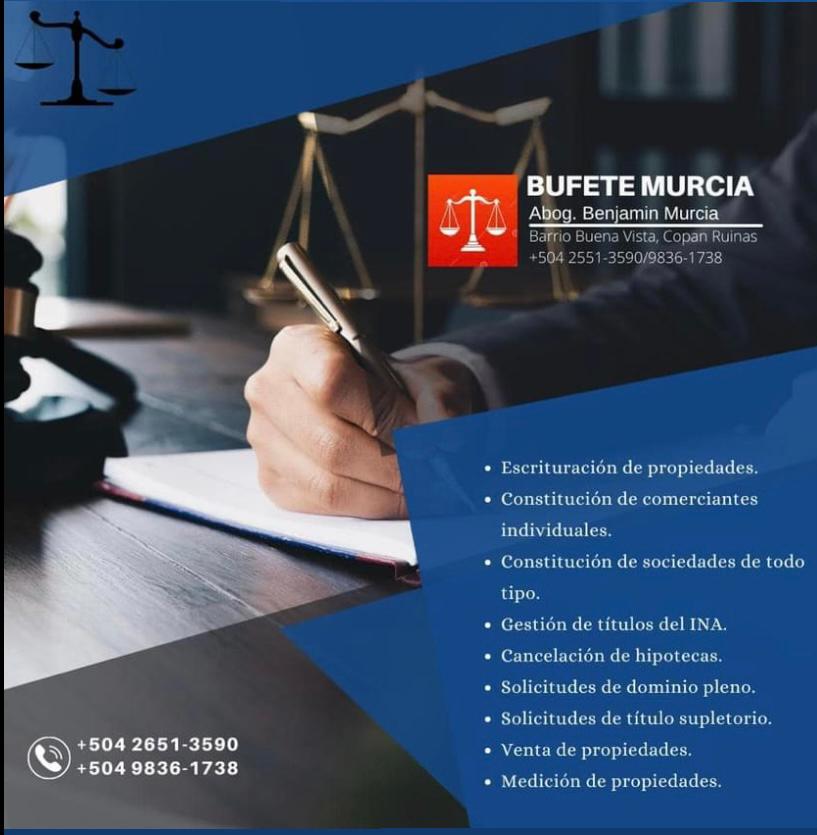 BUFETE MURCIA
Abog. Benjamin Murcia
Barrio Buena Vista, Copan Ruinas
+504 2551-3590/9836-1738
• Escrituración de propiedades.
• Constitución de comerciantes
individuales.
• Constitución de sociedades de todo
tipo.
• Gestión de títulos del INA.
• Cancelación de hipotecas.
• Solicitudes de dominio pleno.
• Solicitudes de título supletorio.
• Venta de propiedades.
• Medición de propiedades.
+504 2651-3590
+504 9836-1738